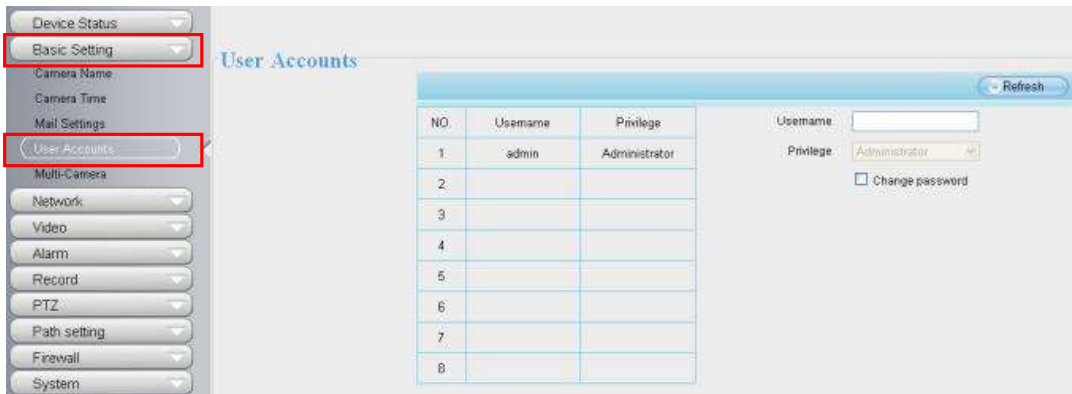 Device Status
Basic Setting
Camera Name
Camera Time
Mail Settings
User Accounts
Multi-Camera
Network
Video
Alarm
Record
PTZ
Path setting
Firewall
System
User Accounts
Refresh
NO. Username Privilege
1 admin Administrator
2
3
4
5
6
7
8
Username
Privilege Administrator
Change password